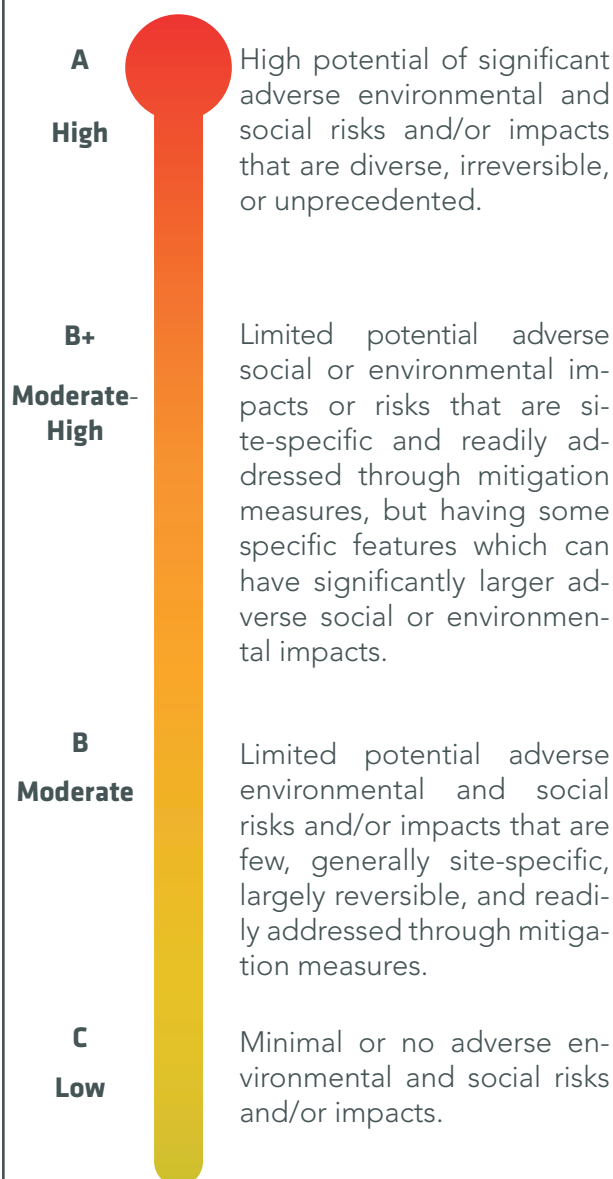 A
High
High potential of significant
adverse environmental and
social risks and/or impacts
that are diverse, irreversible,
or unprecedented.
B+
Moderate-
High
Limited potential adverse
social or environmental im-
pacts or risks that are si-
te-specific and readily ad-
dressed through mitigation
measures, but having some
specific features which can
have significantly larger ad-
verse social or environmen-
tal impacts.
B
Moderate
Limited potential adverse
environmental and social
risks and/or impacts that are
few, generally site-specific,
largely reversible, and readi-
ly addressed through mitiga-
tion measures.
C
Low
Minimal or no adverse en-
vironmental and social risks
and/or impacts.